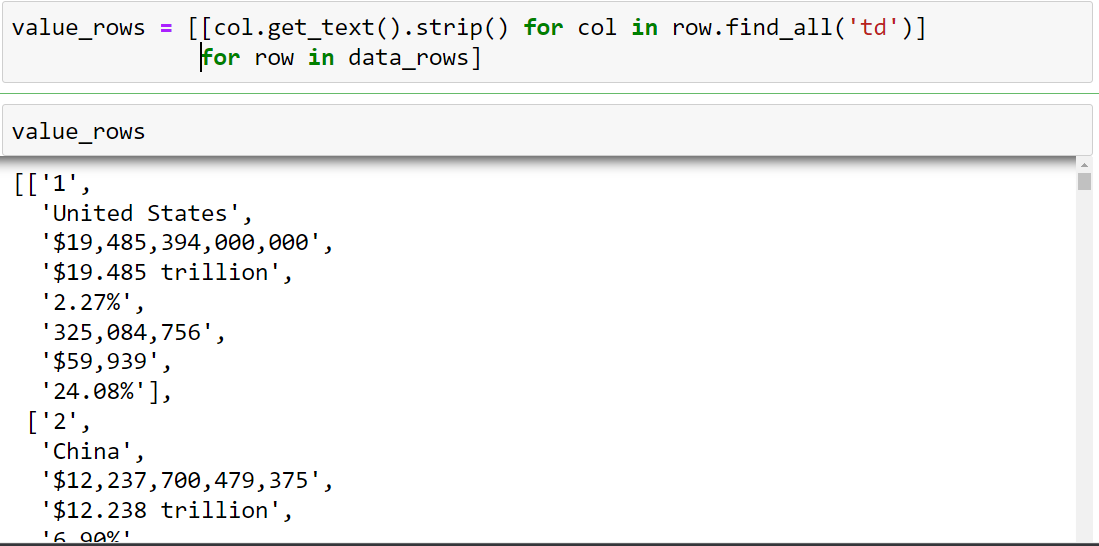 value_rows = [[col.get_text().strip() for col in row.find_all('td')]
for row in data_rows]
value_rows
[['1',
'United States',
'$19,485,394,000,000',
'$19.485 trillion',
'2.27%',
'325,084,756',
'$59,939',
'24.08%'],
['2',
'China',
'$12,237,700,479,375',
'$12.238 trillion',
'6.90%'